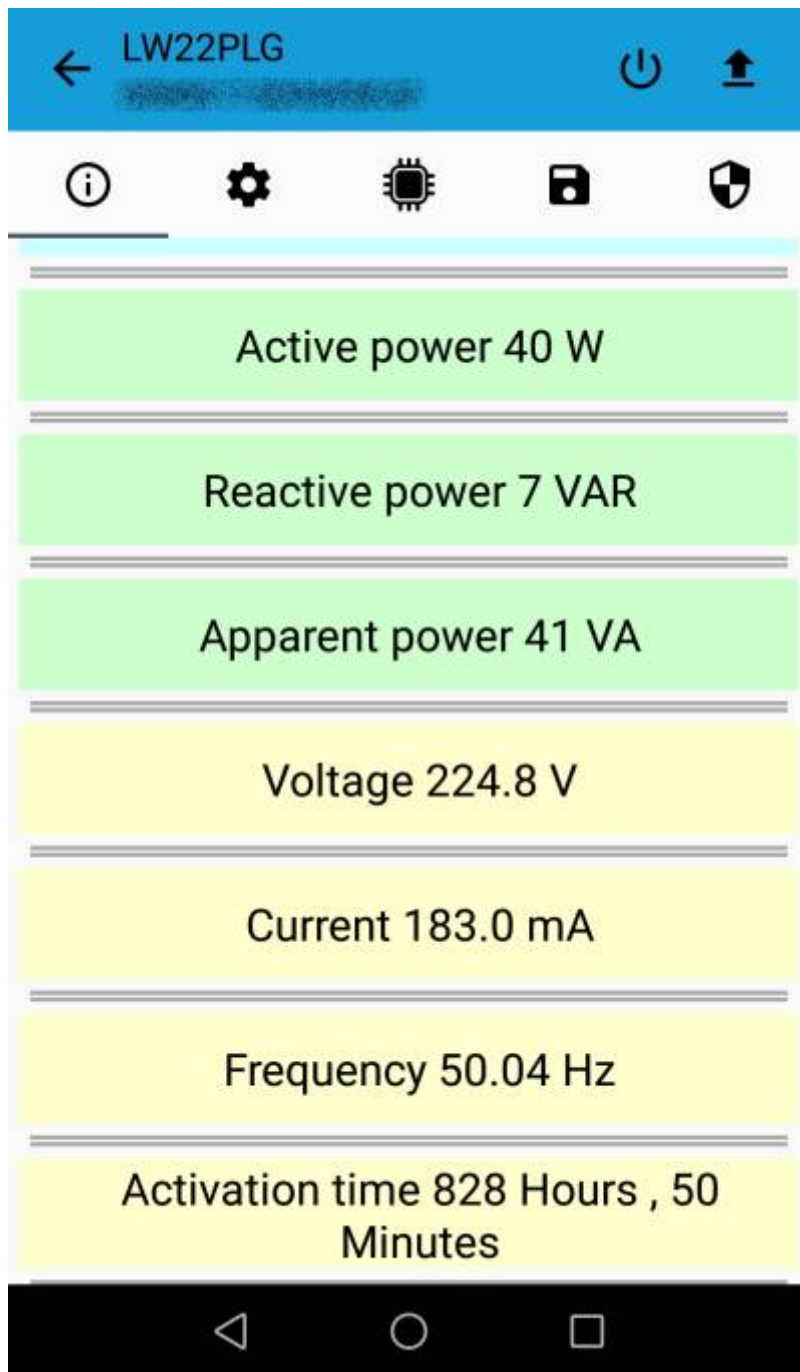 LW22PLG
Active power 40 W
Reactive power 7 VAR
Apparent power 41 VA
Voltage 224.8 V
Current 183.0 mA
Frequency 50.04 Hz
Activation time 828 Hours , 50
Minutes